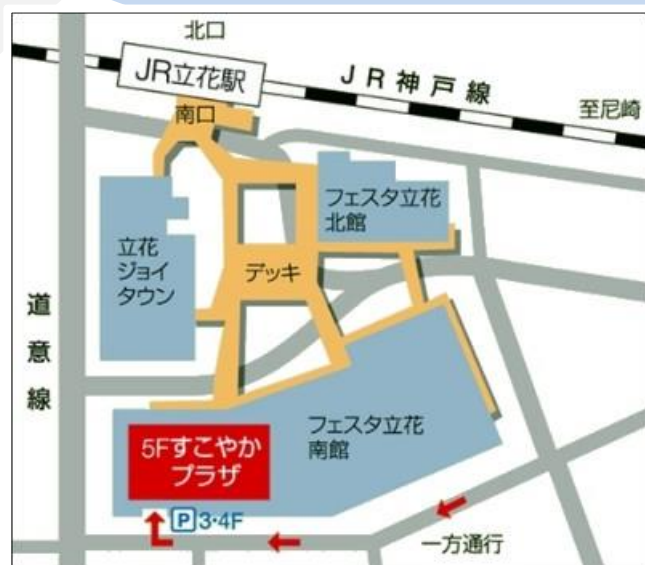 北口
JR立花駅
JR神戸線
南口
至尼崎
フェスタ立花
北館
立花
ジョイ
タウン
デッキ
道意線
フェスタ立花
南館
5Fすこやか
プラザ
P3・4F
一方通行